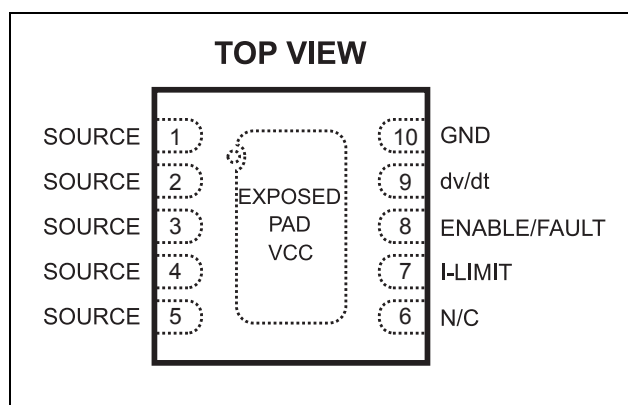 TOP VIEW
SOURCE 1
SOURCE 2
SOURCE 3
SOURCE 4
SOURCE 5
EXPOSED
PAD
VCC
10 GND
9 dv/dt
8 ENABLE/FAULT
7 I-LIMIT
6 N/C